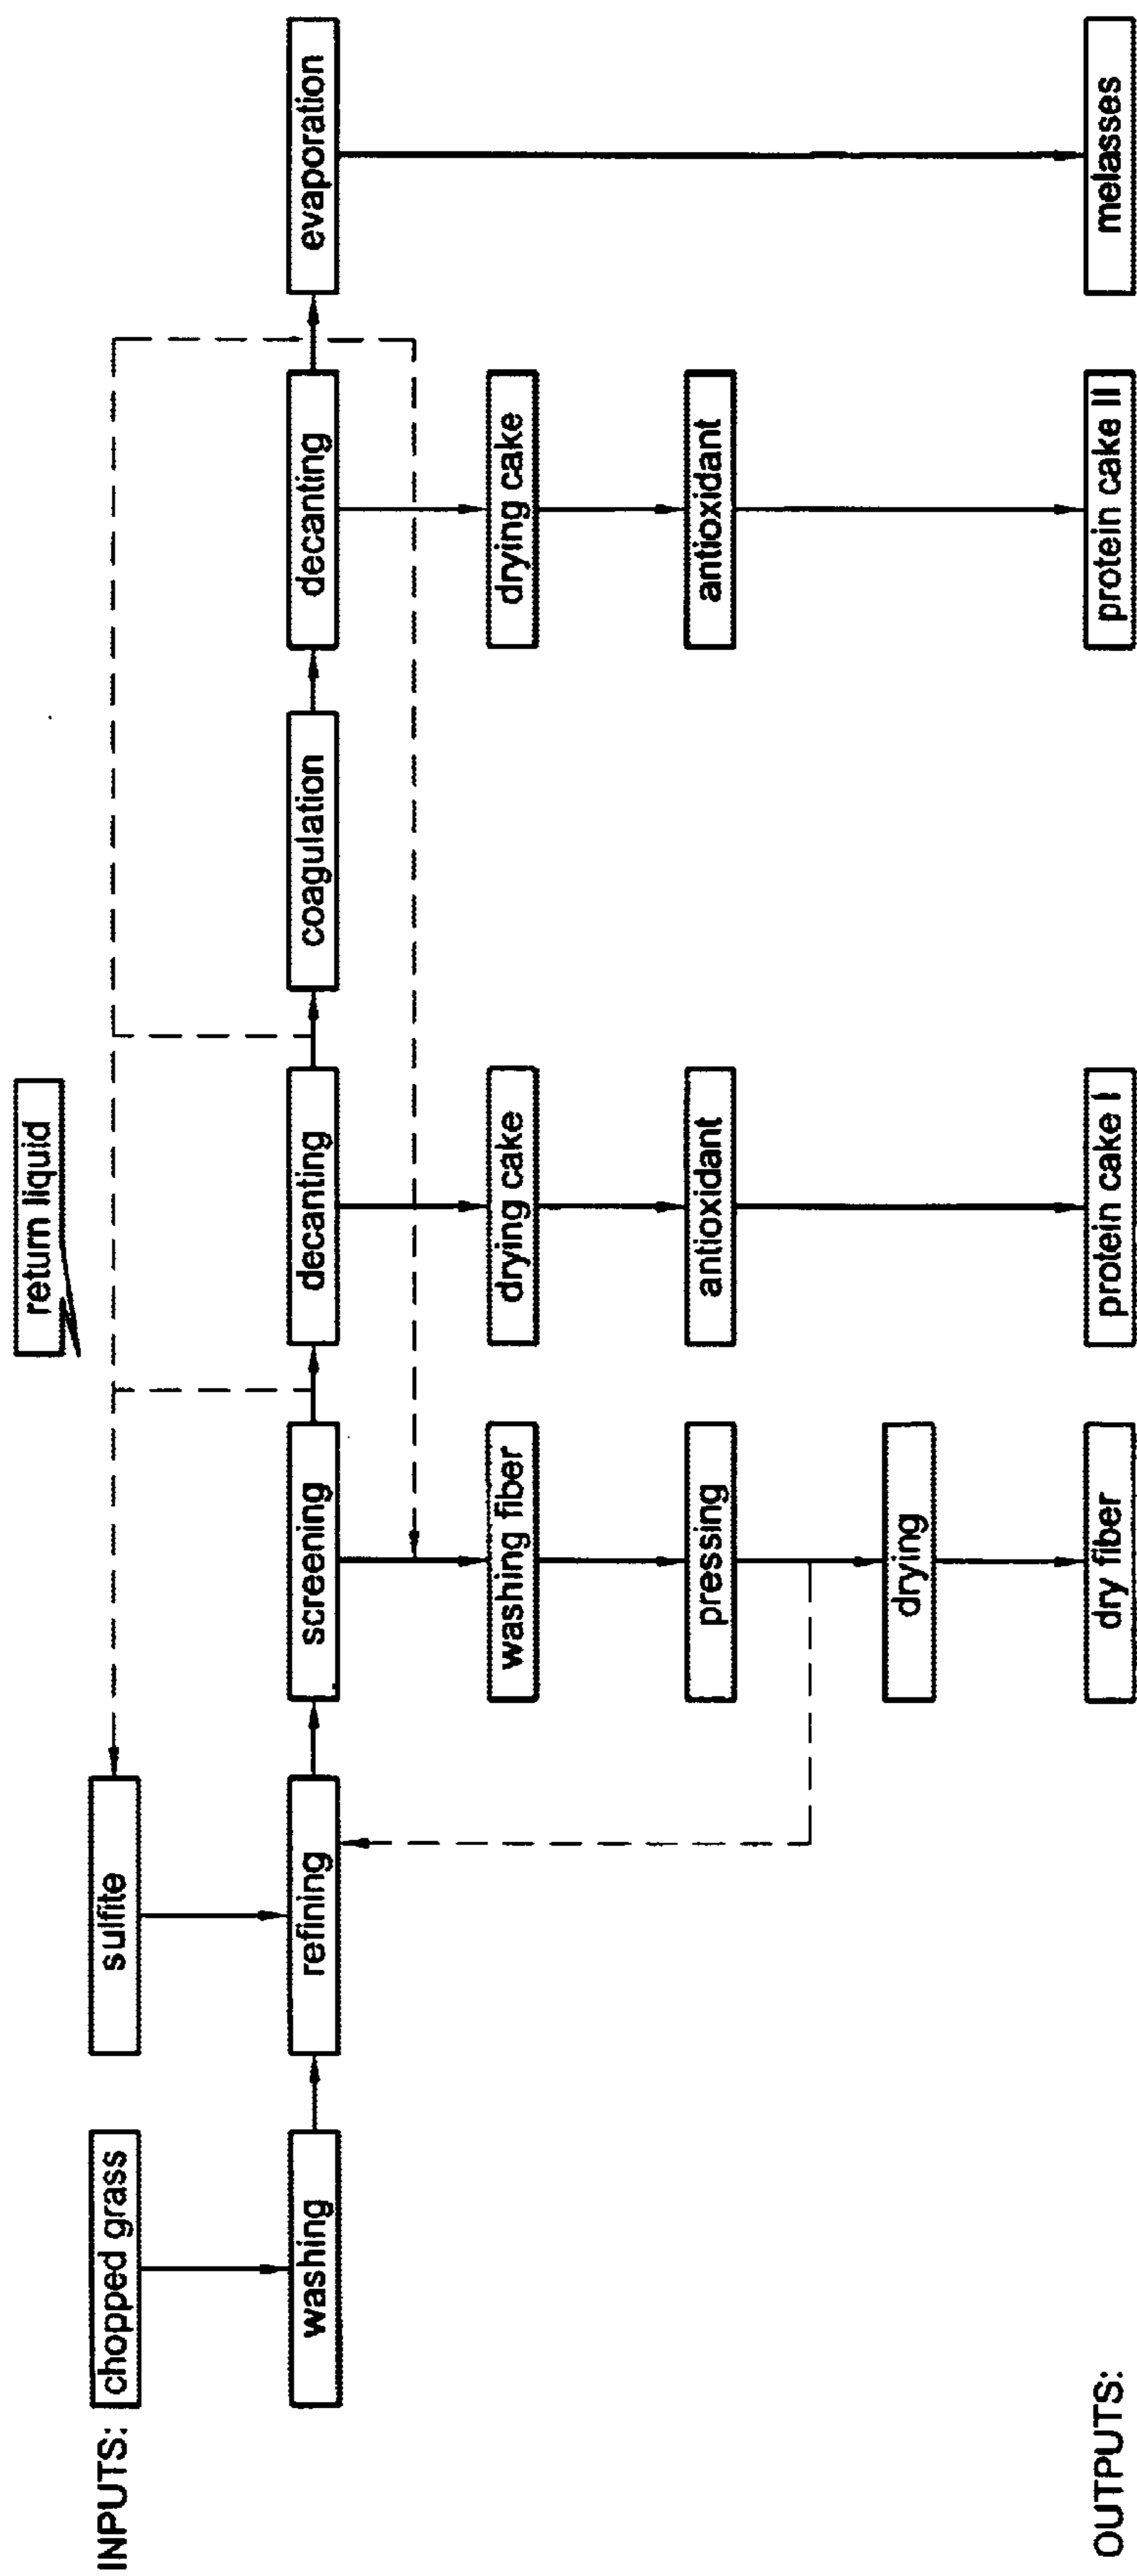 return liquid
INPUTS:
chopped grass
sulfite
washing
refining
screening
decanting
coagulation
decanting
evaporation
washing fiber
drying cake
drying cake
pressing
antioxidant
antioxidant
drying
OUTPUTS:
dry fiber
protein cake I
protein cake II
melasses